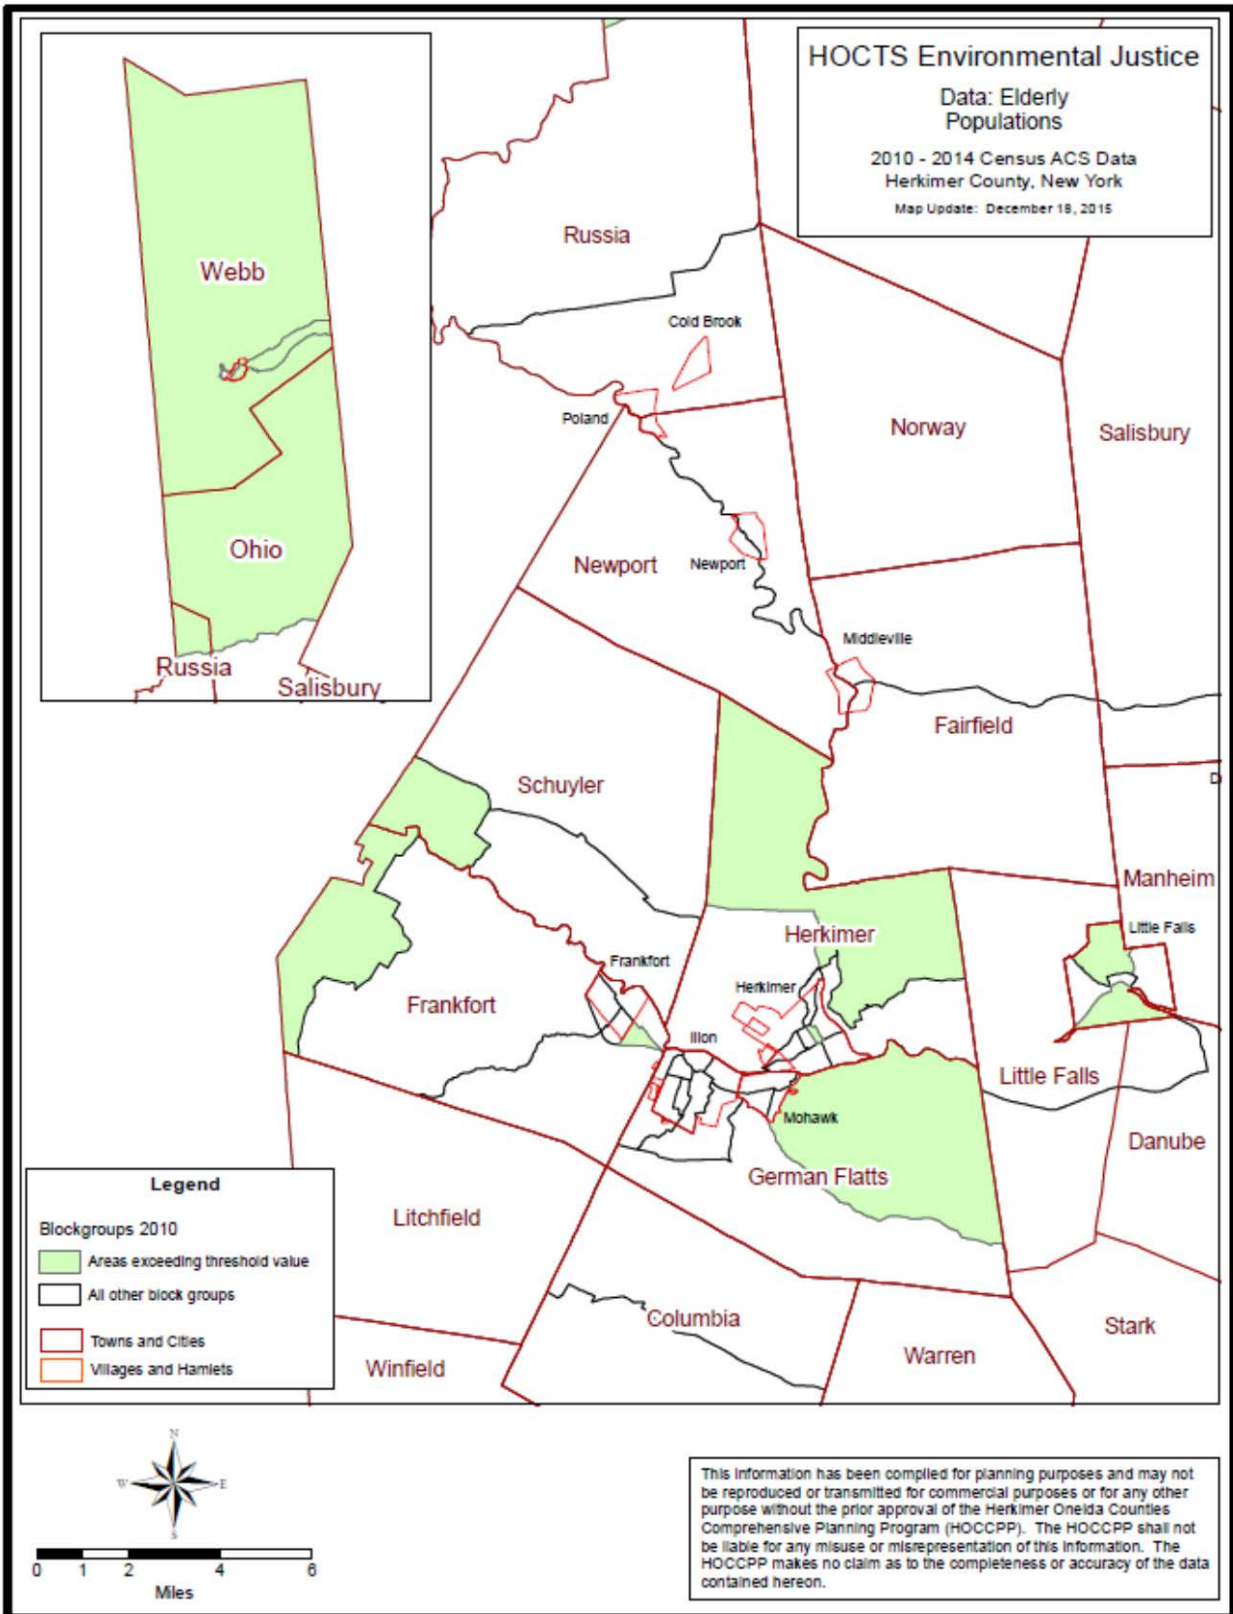 HOCTS Environmental Justice
Data: Elderly
Populations
2010 - 2014 Census ACS Data
Herkimer County, New York
Map Update: December 18, 2015
Webb
Ohio
Russia
Salisbury
Russia
Cold Brook
Poland
Norway
Salisbury
Newport
Newport
Middleville
Fairfield
Schuyler
D
Manheim
Little Falls
Herkimer
Frankfort
Herkimer
Frankfort
Ilion
Little Falls
Mohawk
Danube
German Flatts
Litchfield
Columbia
Stark
Warren
Winfield
Legend
Blockgroups 2010
Areas exceeding threshold value
All other block groups
Towns and Cities
Villages and Hamlets
N
W
E
S
0 1 2 4 6
Miles
This information has been compiled for planning purposes and may not
be reproduced or transmitted for commercial purposes or for any other
purpose without the prior approval of the Herkimer Oneida Counties
Comprehensive Planning Program (HOCCPP). The HOCCPP shall not
be liable for any misuse or misrepresentation of this information. The
HOCCPP makes no claim as to the completeness or accuracy of the data
contained hereon.